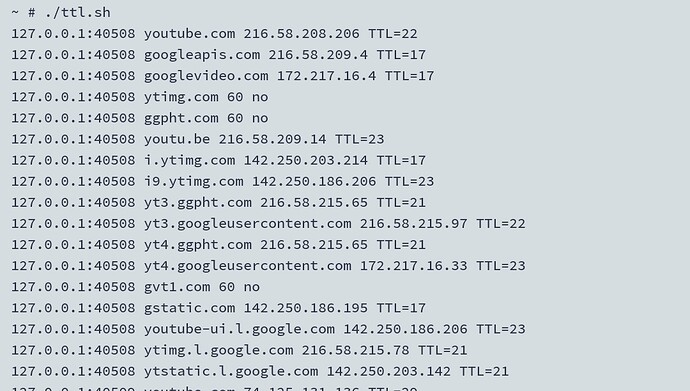 ~ # ./ttl.sh
127.0.0.1:40508 youtube.com 216.58.208.206 TTL=22
127.0.0.1:40508 googleapis.com 216.58.209.4 TTL=17
127.0.0.1:40508 googlevideo.com 172.217.16.4 TTL=17
127.0.0.1:40508 ytimg.com 60 no
127.0.0.1:40508 ggpht.com 60 no
127.0.0.1:40508 youtu.be 216.58.209.14 TTL=23
127.0.0.1:40508 i.ytimg.com 142.250.203.214 TTL=17
127.0.0.1:40508 i9.ytimg.com 142.250.186.206 TTL=23
127.0.0.1:40508 yt3.ggpht.com 216.58.215.65 TTL=21
127.0.0.1:40508 yt3.googleusercontent.com 216.58.215.97 TTL=22
127.0.0.1:40508 yt4.ggpht.com 216.58.215.65 TTL=21
127.0.0.1:40508 yt4.googleusercontent.com 172.217.16.33 TTL=23
127.0.0.1:40508 gvt1.com 60 no
127.0.0.1:40508 gstatic.com 142.250.186.195 TTL=17
127.0.0.1:40508 youtube-ui.l.google.com 142.250.186.206 TTL=23
127.0.0.1:40508 ytimg.l.google.com 216.58.215.78 TTL=21
127.0.0.1:40508 ytstatic.l.google.com 142.250.203.142 TTL=21